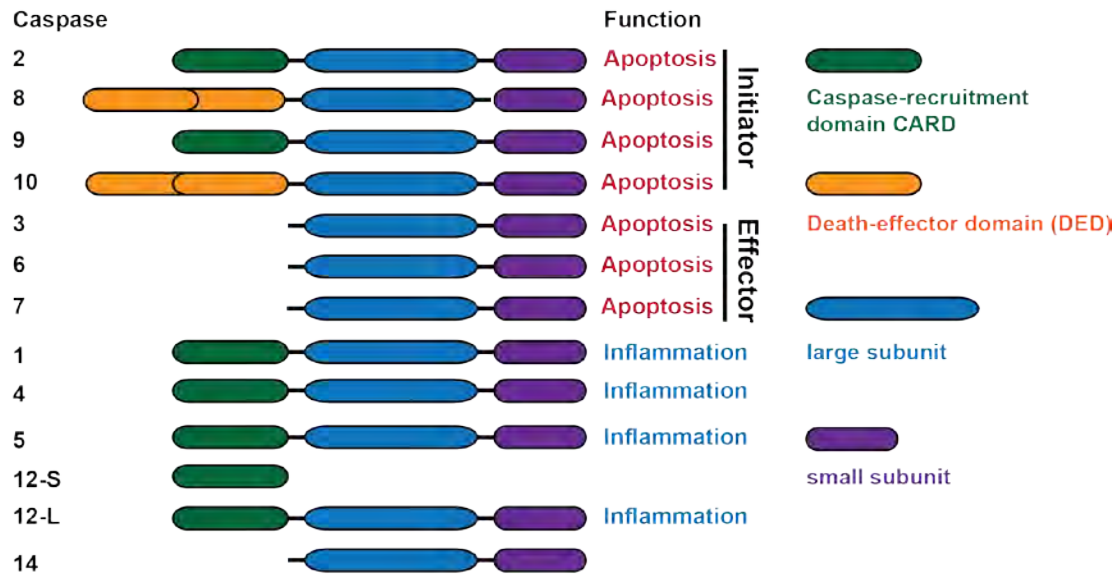 Caspase
Function
2
Apoptosis
8
Apoptosis
9
Apoptosis
10
Apoptosis
Initiator
3
Apoptosis
6
Apoptosis
7
Apoptosis
Effector
1
Inflammation
4
Inflammation
5
Inflammation
12-S
12-L
Inflammation
14
Caspase-recruitment
domain CARD
Death-effector domain (DED)
large subunit
small subunit